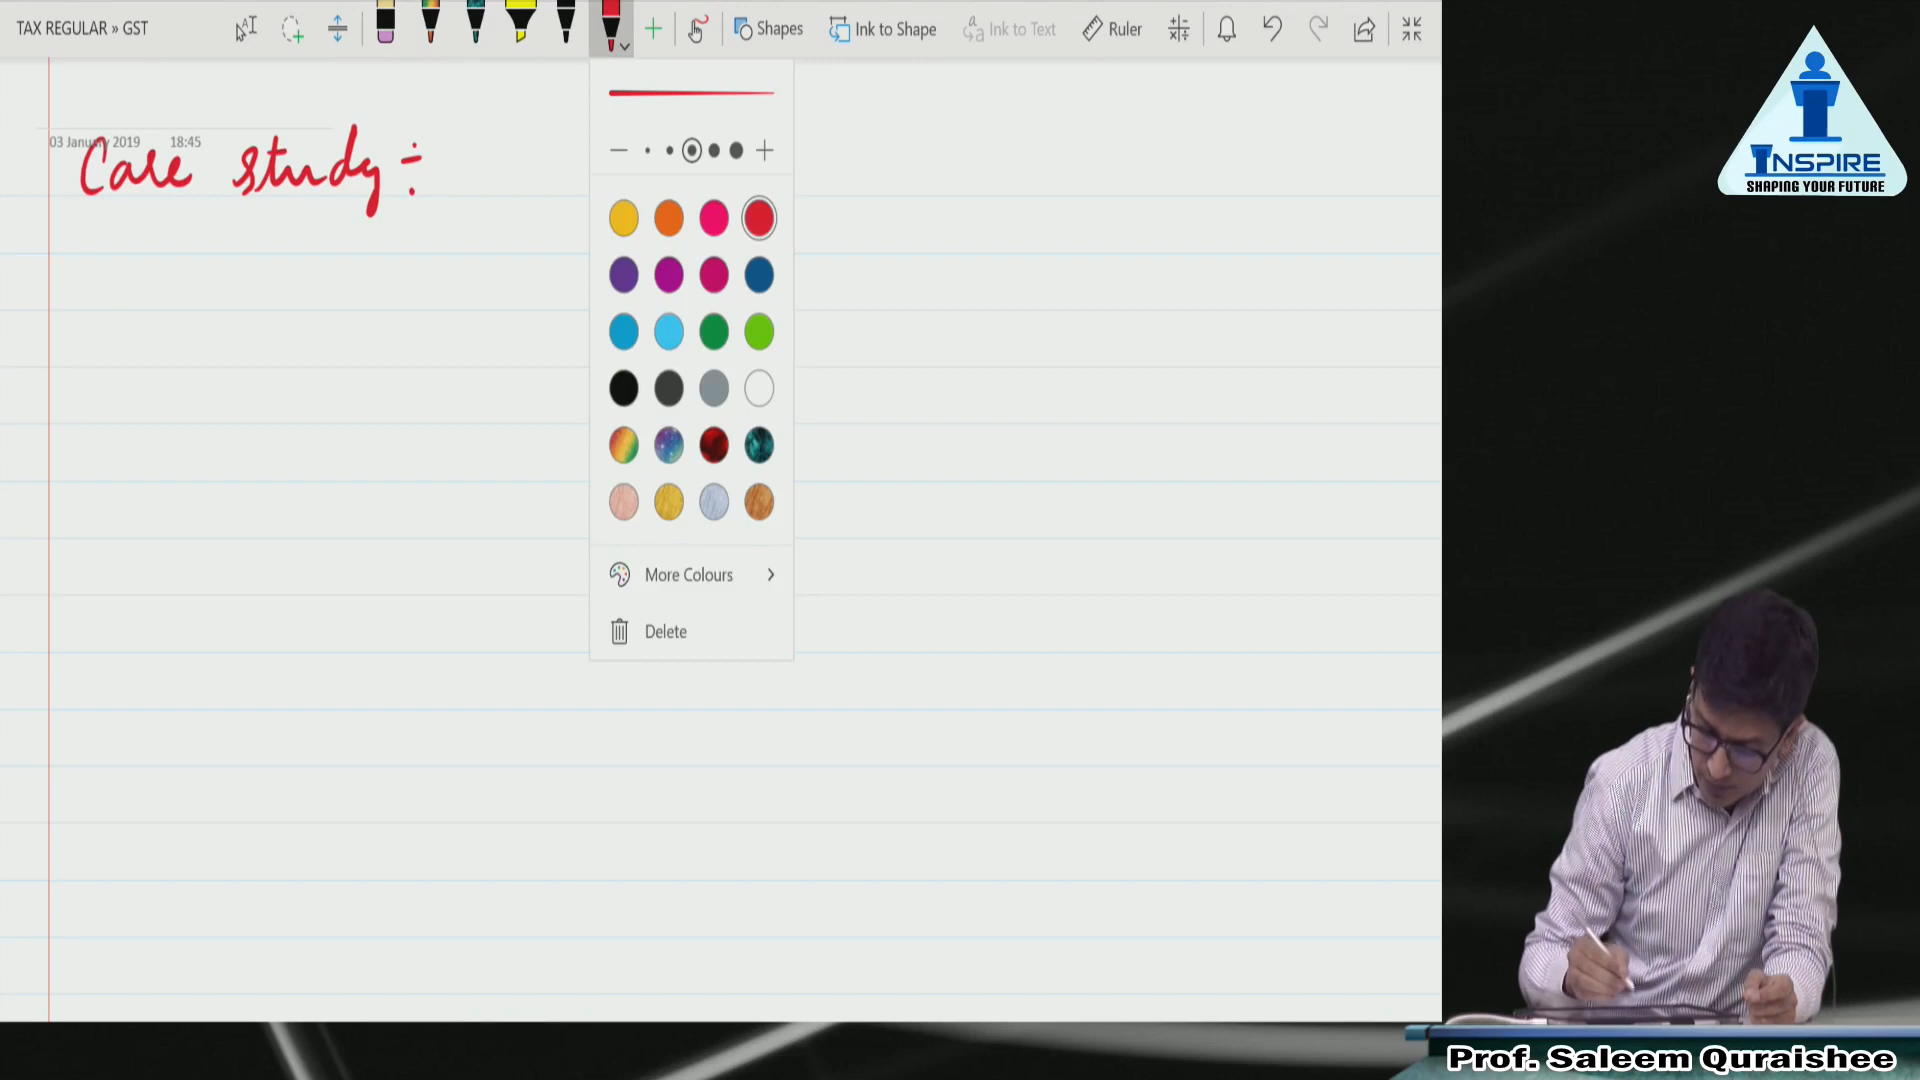 TAX REGULAR » GST
Shapes
Ink to Shape
Ink to Text
Ruler
03 January 2019 18:45
Case study ÷
More Colours
Delete
INSPIRE
SHAPING YOUR FUTURE
Prof. Saleem Quraishee